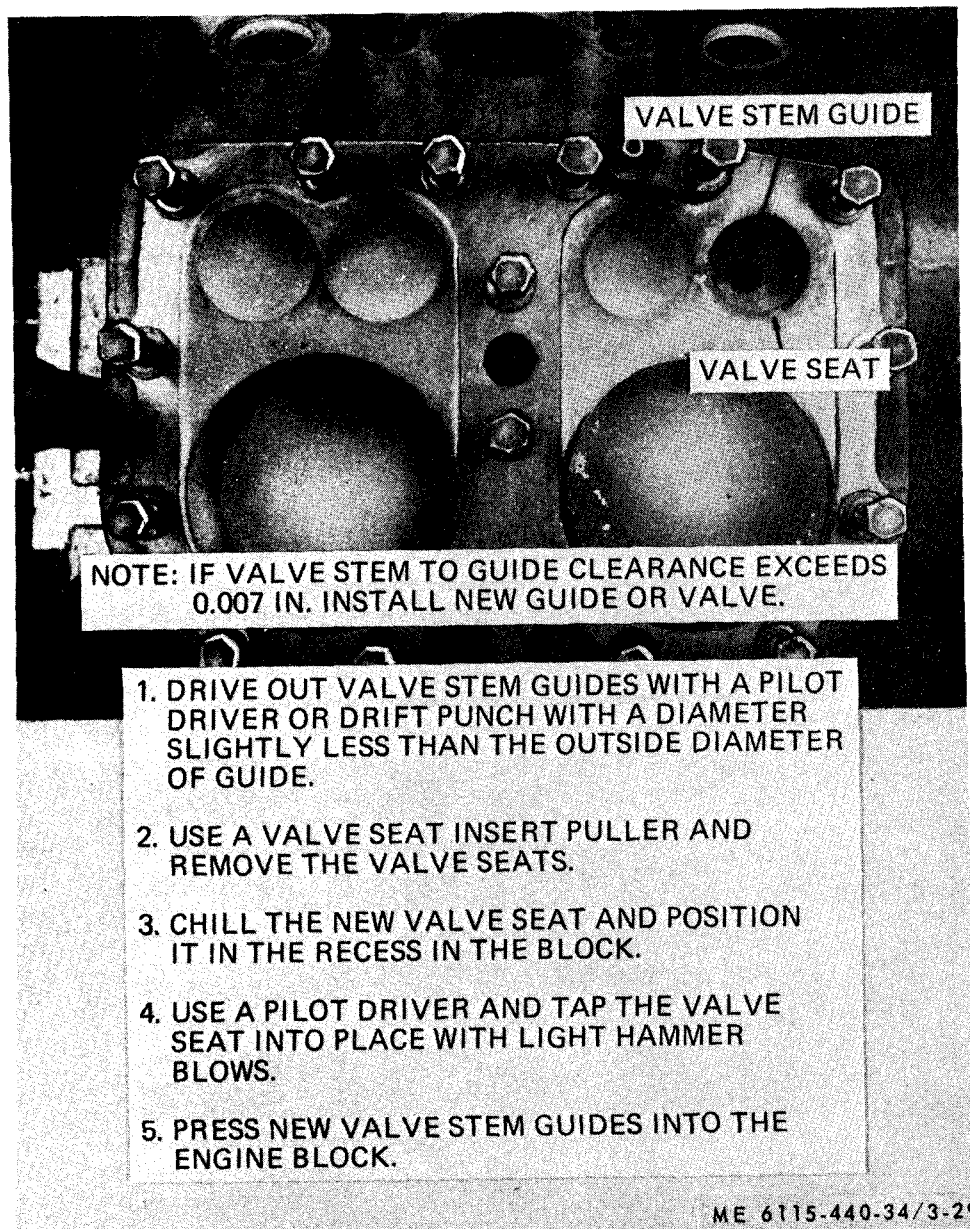 VALVE STEM GUIDE
VALVE SEAT
NOTE: IF VALVE STEM TO GUIDE CLEARANCE EXCEEDS
0.007 IN. INSTALL NEW GUIDE OR VALVE.
1. DRIVE OUT VALVE STEM GUIDES WITH A PILOT
DRIVER OR DRIFT PUNCH WITH A DIAMETER
SLIGHTLY LESS THAN THE OUTSIDE DIAMETER
OF GUIDE.
2. USE A VALVE SEAT INSERT PULLER AND
REMOVE THE VALVE SEATS.
3. CHILL THE NEW VALVE SEAT AND POSITION
IT IN THE RECESS IN THE BLOCK.
4. USE A PILOT DRIVER AND TAP THE VALVE
SEAT INTO PLACE WITH LIGHT HAMMER
BLOWS.
5. PRESS NEW VALVE STEM GUIDES INTO THE
ENGINE BLOCK.
ME 6115-440-34/3-2